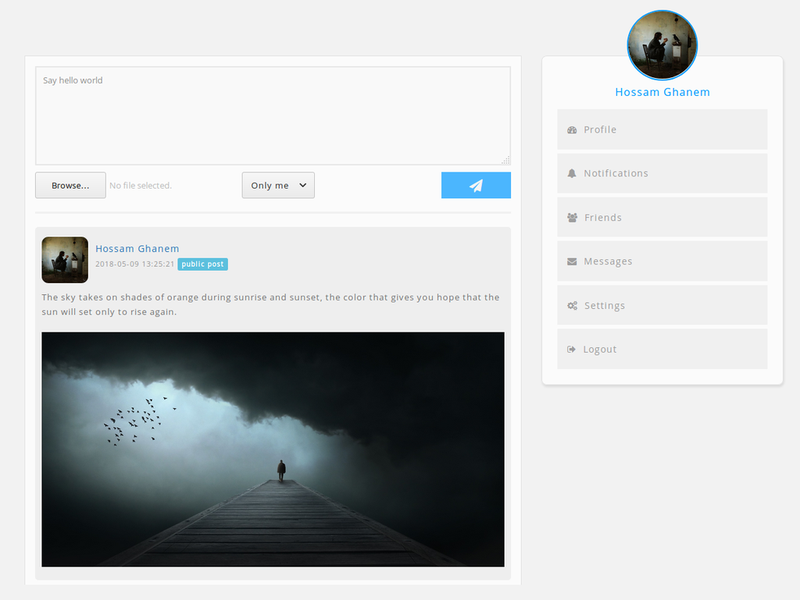 Say hello world
Browse...
No file selected.
Only me
Hossam Ghanem
2018-05-09 13:25:21 public post
The sky takes on shades of orange during sunrise and sunset, the color that gives you hope that the
sun will set only to rise again.
Hossam Ghanem
Profile
Notifications
Friends
Messages
Settings
Logout